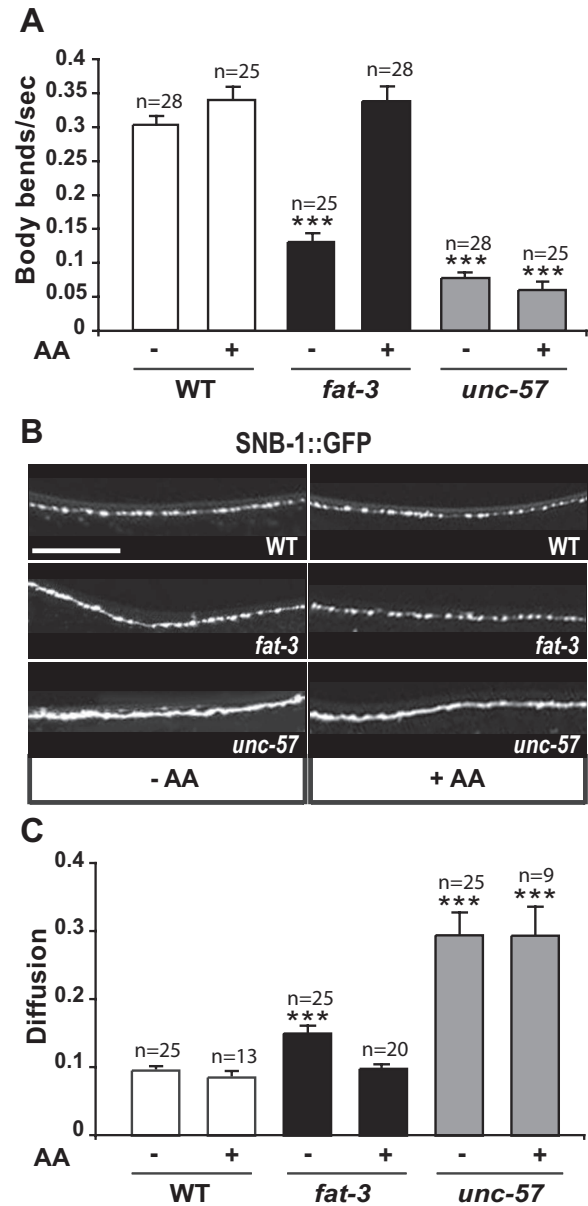 A
Body bends/sec
0.4
0.35
0.3
0.25
0.2
0.15
0.1
0.05
0
n=28
n=25
n=25
***
n=28
n=28
***
n=25
***
AA - + - + - +
WT fat-3 unc-57
B
SNB-1::GFP
WT WT
fat-3 fat-3
unc-57 unc-57
- AA + AA
C
Diffusion
0.4
0.3
0.2
0.1
0
n=25
n=13
n=25
***
n=20
n=25
***
n=9
***
AA - + - + - +
WT fat-3 unc-57